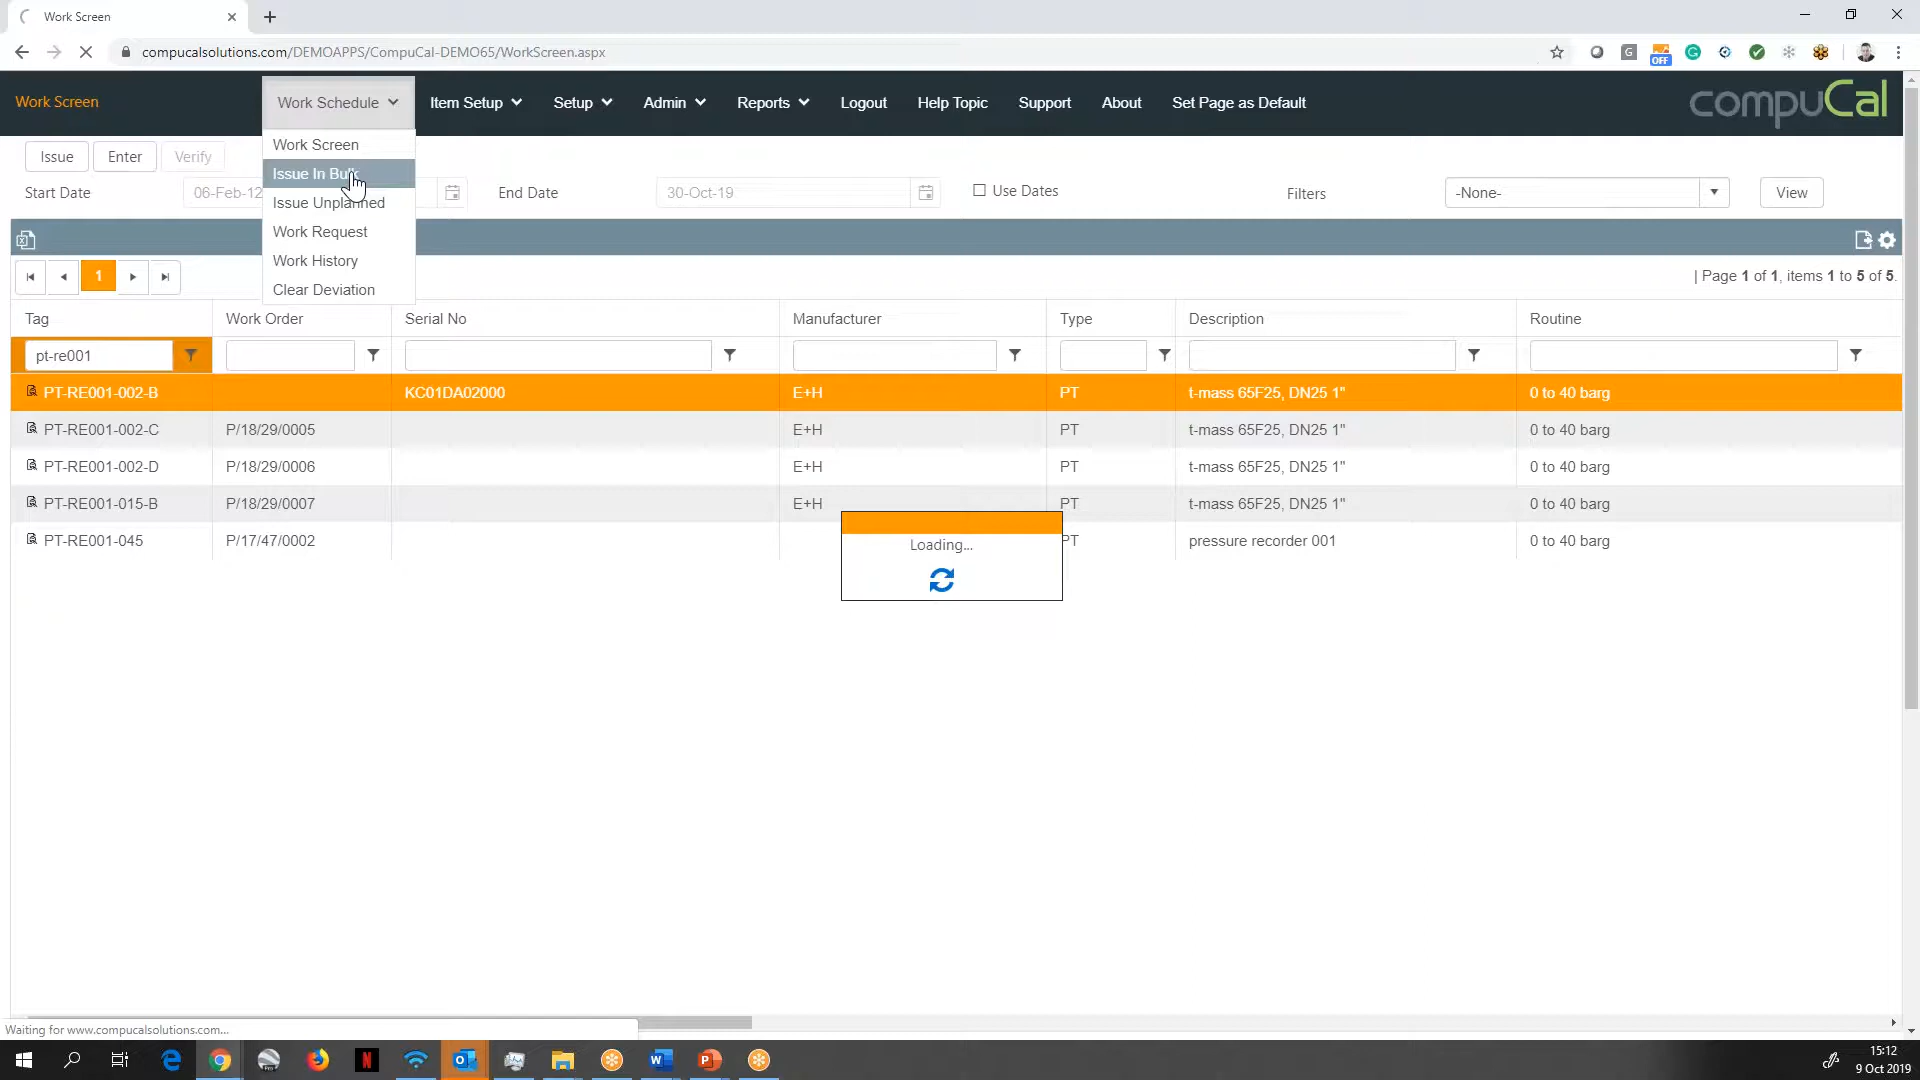 Work Screen
compucalsolutions.com/DEMOAPPS/CompuCal-DEMO65/WorkScreen.aspx
OFF
Work Screen
Work Schedule
Item Setup
Setup
Admin
Reports
Logout
Help Topic
Support
About
Set Page as Default
compuCal
Work Screen
Issue In Bulk
Issue Unplanned
Work Request
Work History
Clear Deviation
Issue
Enter
Verify
Start Date
06-Feb-12
End Date
30-Oct-19
Use Dates
Filters
-None-
View
1
| Page 1 of 1, items 1 to 5 of 5.
Tag Work Order Serial No Manufacturer Type Description Routine
pt-re001
PT-RE001-002-B KC01DA02000 E+H PT t-mass 65F25, DN25 1" 0 to 40 barg
PT-RE001-002-C P/18/29/0005 E+H PT t-mass 65F25, DN25 1" 0 to 40 barg
PT-RE001-002-D P/18/29/0006 E+H PT t-mass 65F25, DN25 1" 0 to 40 barg
PT-RE001-015-B P/18/29/0007 E+H PT t-mass 65F25, DN25 1" 0 to 40 barg
PT-RE001-045 P/17/47/0002 PT pressure recorder 001 0 to 40 barg
Loading...
Waiting for www.compucalsolutions.com...
15:12
9 Oct 2019